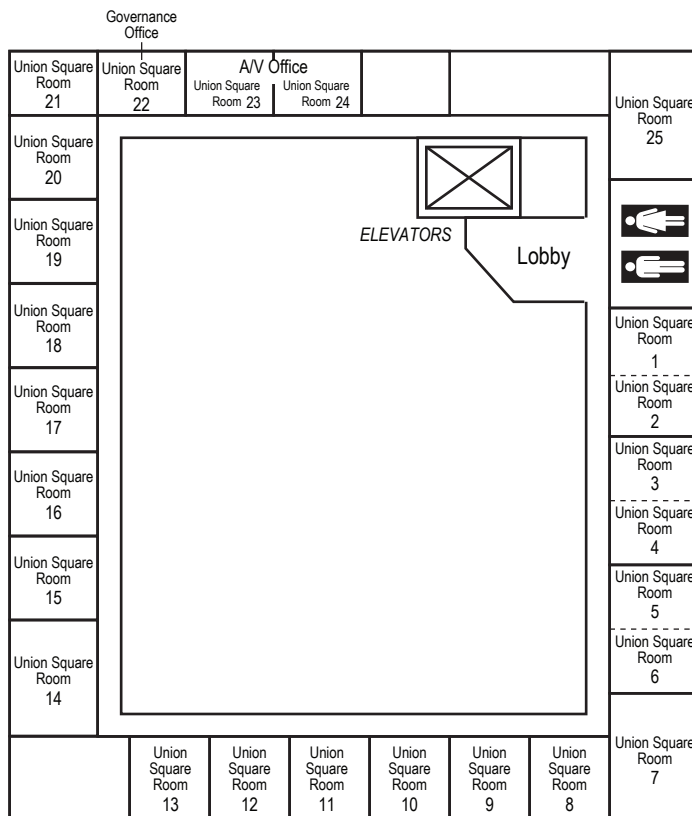 Governance
Office
Union Square
Room
21
Union Square
Room
22
A/V Office
Union Square
Room 23
Union Square
Room 24
Union Square
Room
25
Union Square
Room
20
Union Square
Room
19
ELEVATORS
Lobby
Union Square
Room
18
Union Square
Room
1
Union Square
Room
17
Union Square
Room
2
Union Square
Room
16
Union Square
Room
3
Union Square
Room
4
Union Square
Room
15
Union Square
Room
5
Union Square
Room
14
Union Square
Room
6
Union
Square
Room
13
Union
Square
Room
12
Union
Square
Room
11
Union
Square
Room
10
Union
Square
Room
9
Union
Square
Room
8
Union Square
Room
7